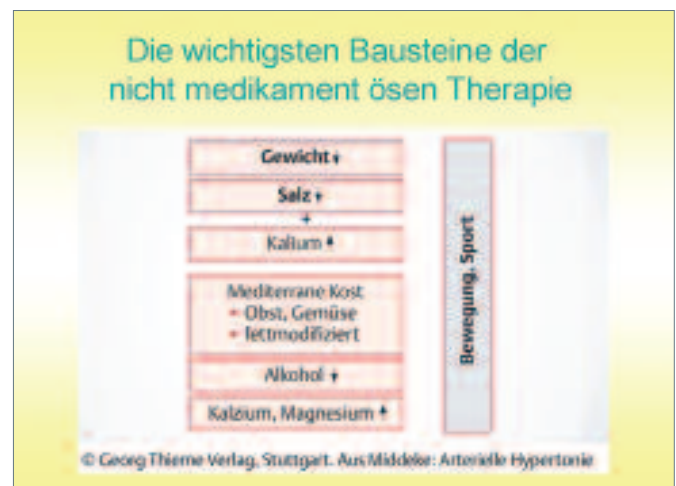 Die wichtigsten Bausteine der
nicht medikament ösen Therapie
Gewicht ↓
Salz ↓
+
Kalium ↑
Mediterrane Kost
• Obst, Gemüse
• fettmodifiziert
Alkohol ↓
Kalzium, Magnesium ↑
Bewegung, Sport
© Georg Thieme Verlag, Stuttgart. Aus Middeke: Arterielle Hypertonie